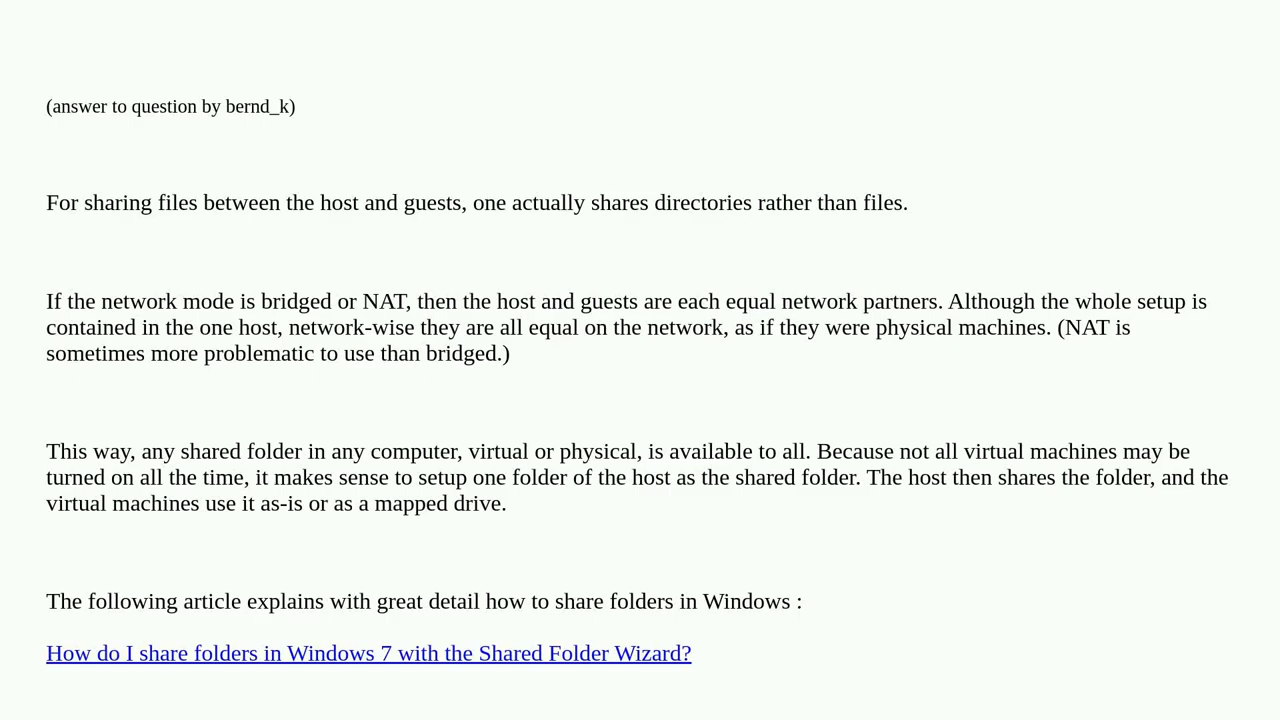 (answer to question by bernd_k)
For sharing files between the host and guests, one actually shares directories rather than files.
If the network mode is bridged or NAT, then the host and guests are each equal network partners. Although the whole setup is
contained in the one host, network-wise they are all equal on the network, as if they were physical machines. (NAT is
sometimes more problematic to use than bridged.)
This way, any shared folder in any computer, virtual or physical, is available to all. Because not all virtual machines may be
turned on all the time, it makes sense to setup one folder of the host as the shared folder. The host then shares the folder, and the
virtual machines use it as-is or as a mapped drive.
The following article explains with great detail how to share folders in Windows :
How do I share folders in Windows 7 with the Shared Folder Wizard?